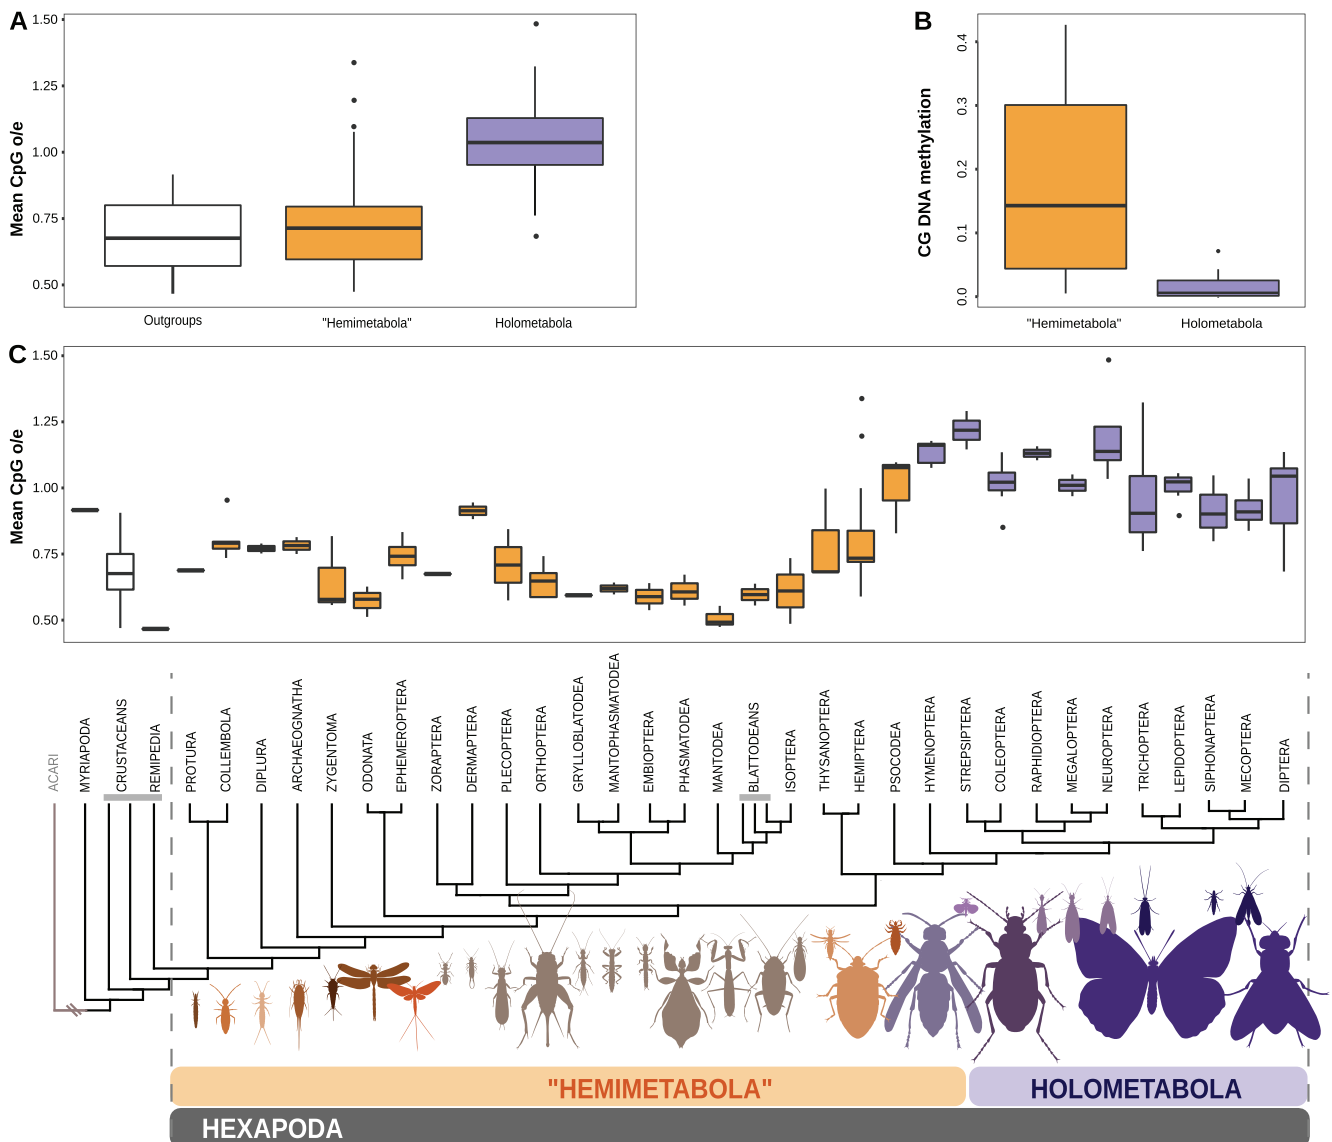 A
1.50
1.25
1.00
0.75
0.50
Mean CpG o/e
Outgroups
"Hemimetabola"
Holometabola
B
0.4
0.3
0.2
0.1
0.0
CG DNA methylation
"Hemimetabola"
Holometabola
C
1.50
1.25
1.00
0.75
0.50
Mean CpG o/e
ACARI
MYRIAPODA
CRUSTACEANS
REMIPEDIA
PROTURA
COLLEMBOLA
DIPLURA
ARCHAEOGNATHA
ZYGENTOMA
ODONATA
EPHEMEROPTERA
ZORAPTERA
DERMAPTERA
PLECOPTERA
ORTHOPTERA
GRYLLOBLATODEA
MANTOPHASMATODEA
EMBIOPTERA
PHASMATODEA
MANTODEA
BLATTODEANS
ISOPTERA
THYSANOPTERA
HEMIPTERA
PSOCODEA
HYMENOPTERA
STREPSIPTERA
COLEOPTERA
RAPHIDIOPTERA
MEGALOPTERA
NEUROPTERA
TRICHOPTERA
LEPIDOPTERA
SIPHONAPTERA
MECOPTERA
DIPTERA
"HEMIMETABOLA"
HOLOMETABOLA
HEXAPODA